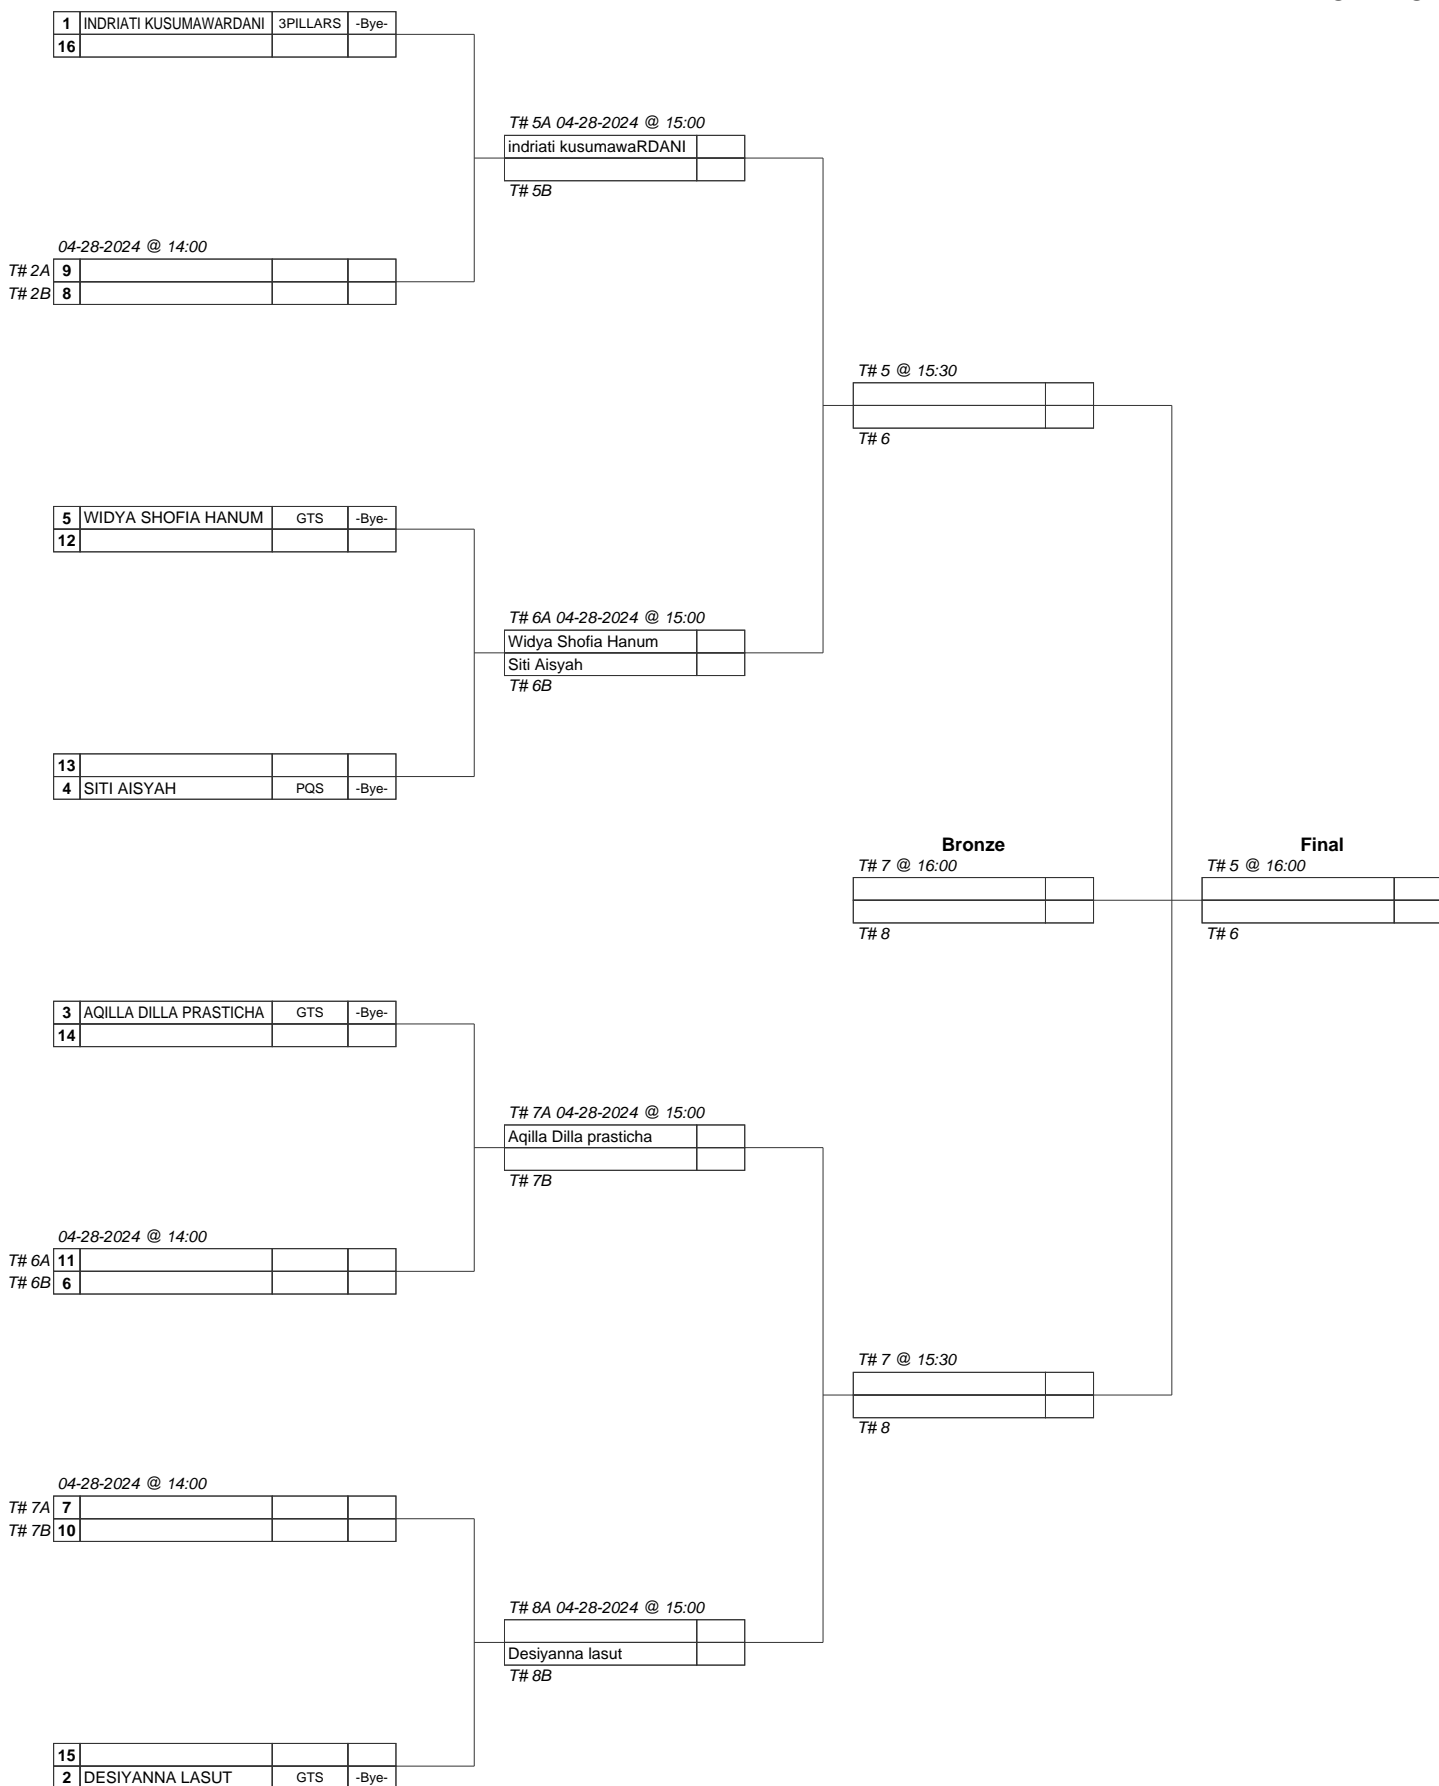 1 INDRIATI KUSUMAWARDANI 3PILLARS -Bye-
16
T# 5A 04-28-2024 @ 15:00
indriati kusumawaRDANI
T# 5B
04-28-2024 @ 14:00
T# 2A 9
T# 2B 8
T# 5 @ 15:30
T# 6
5 WIDYA SHOFIA HANUM GTS -Bye-
12
T# 6A 04-28-2024 @ 15:00
Widya Shofia Hanum
Siti Aisyah
T# 6B
13
4 SITI AISYAH PQS -Bye-
Bronze Final
T# 7 @ 16:00 T# 5 @ 16:00
T# 8 T# 6
3 AQILLA DILLA PRASTICHA GTS -Bye-
14
T# 7A 04-28-2024 @ 15:00
Aqilla Dilla prasticha
T# 7B
04-28-2024 @ 14:00
T# 6A 11
T# 6B 6
T# 7 @ 15:30
T# 8
04-28-2024 @ 14:00
T# 7A 7
T# 7B 10
T# 8A 04-28-2024 @ 15:00
Desiyanna lasut
T# 8B
15
2 DESIYANNA LASUT GTS -Bye-